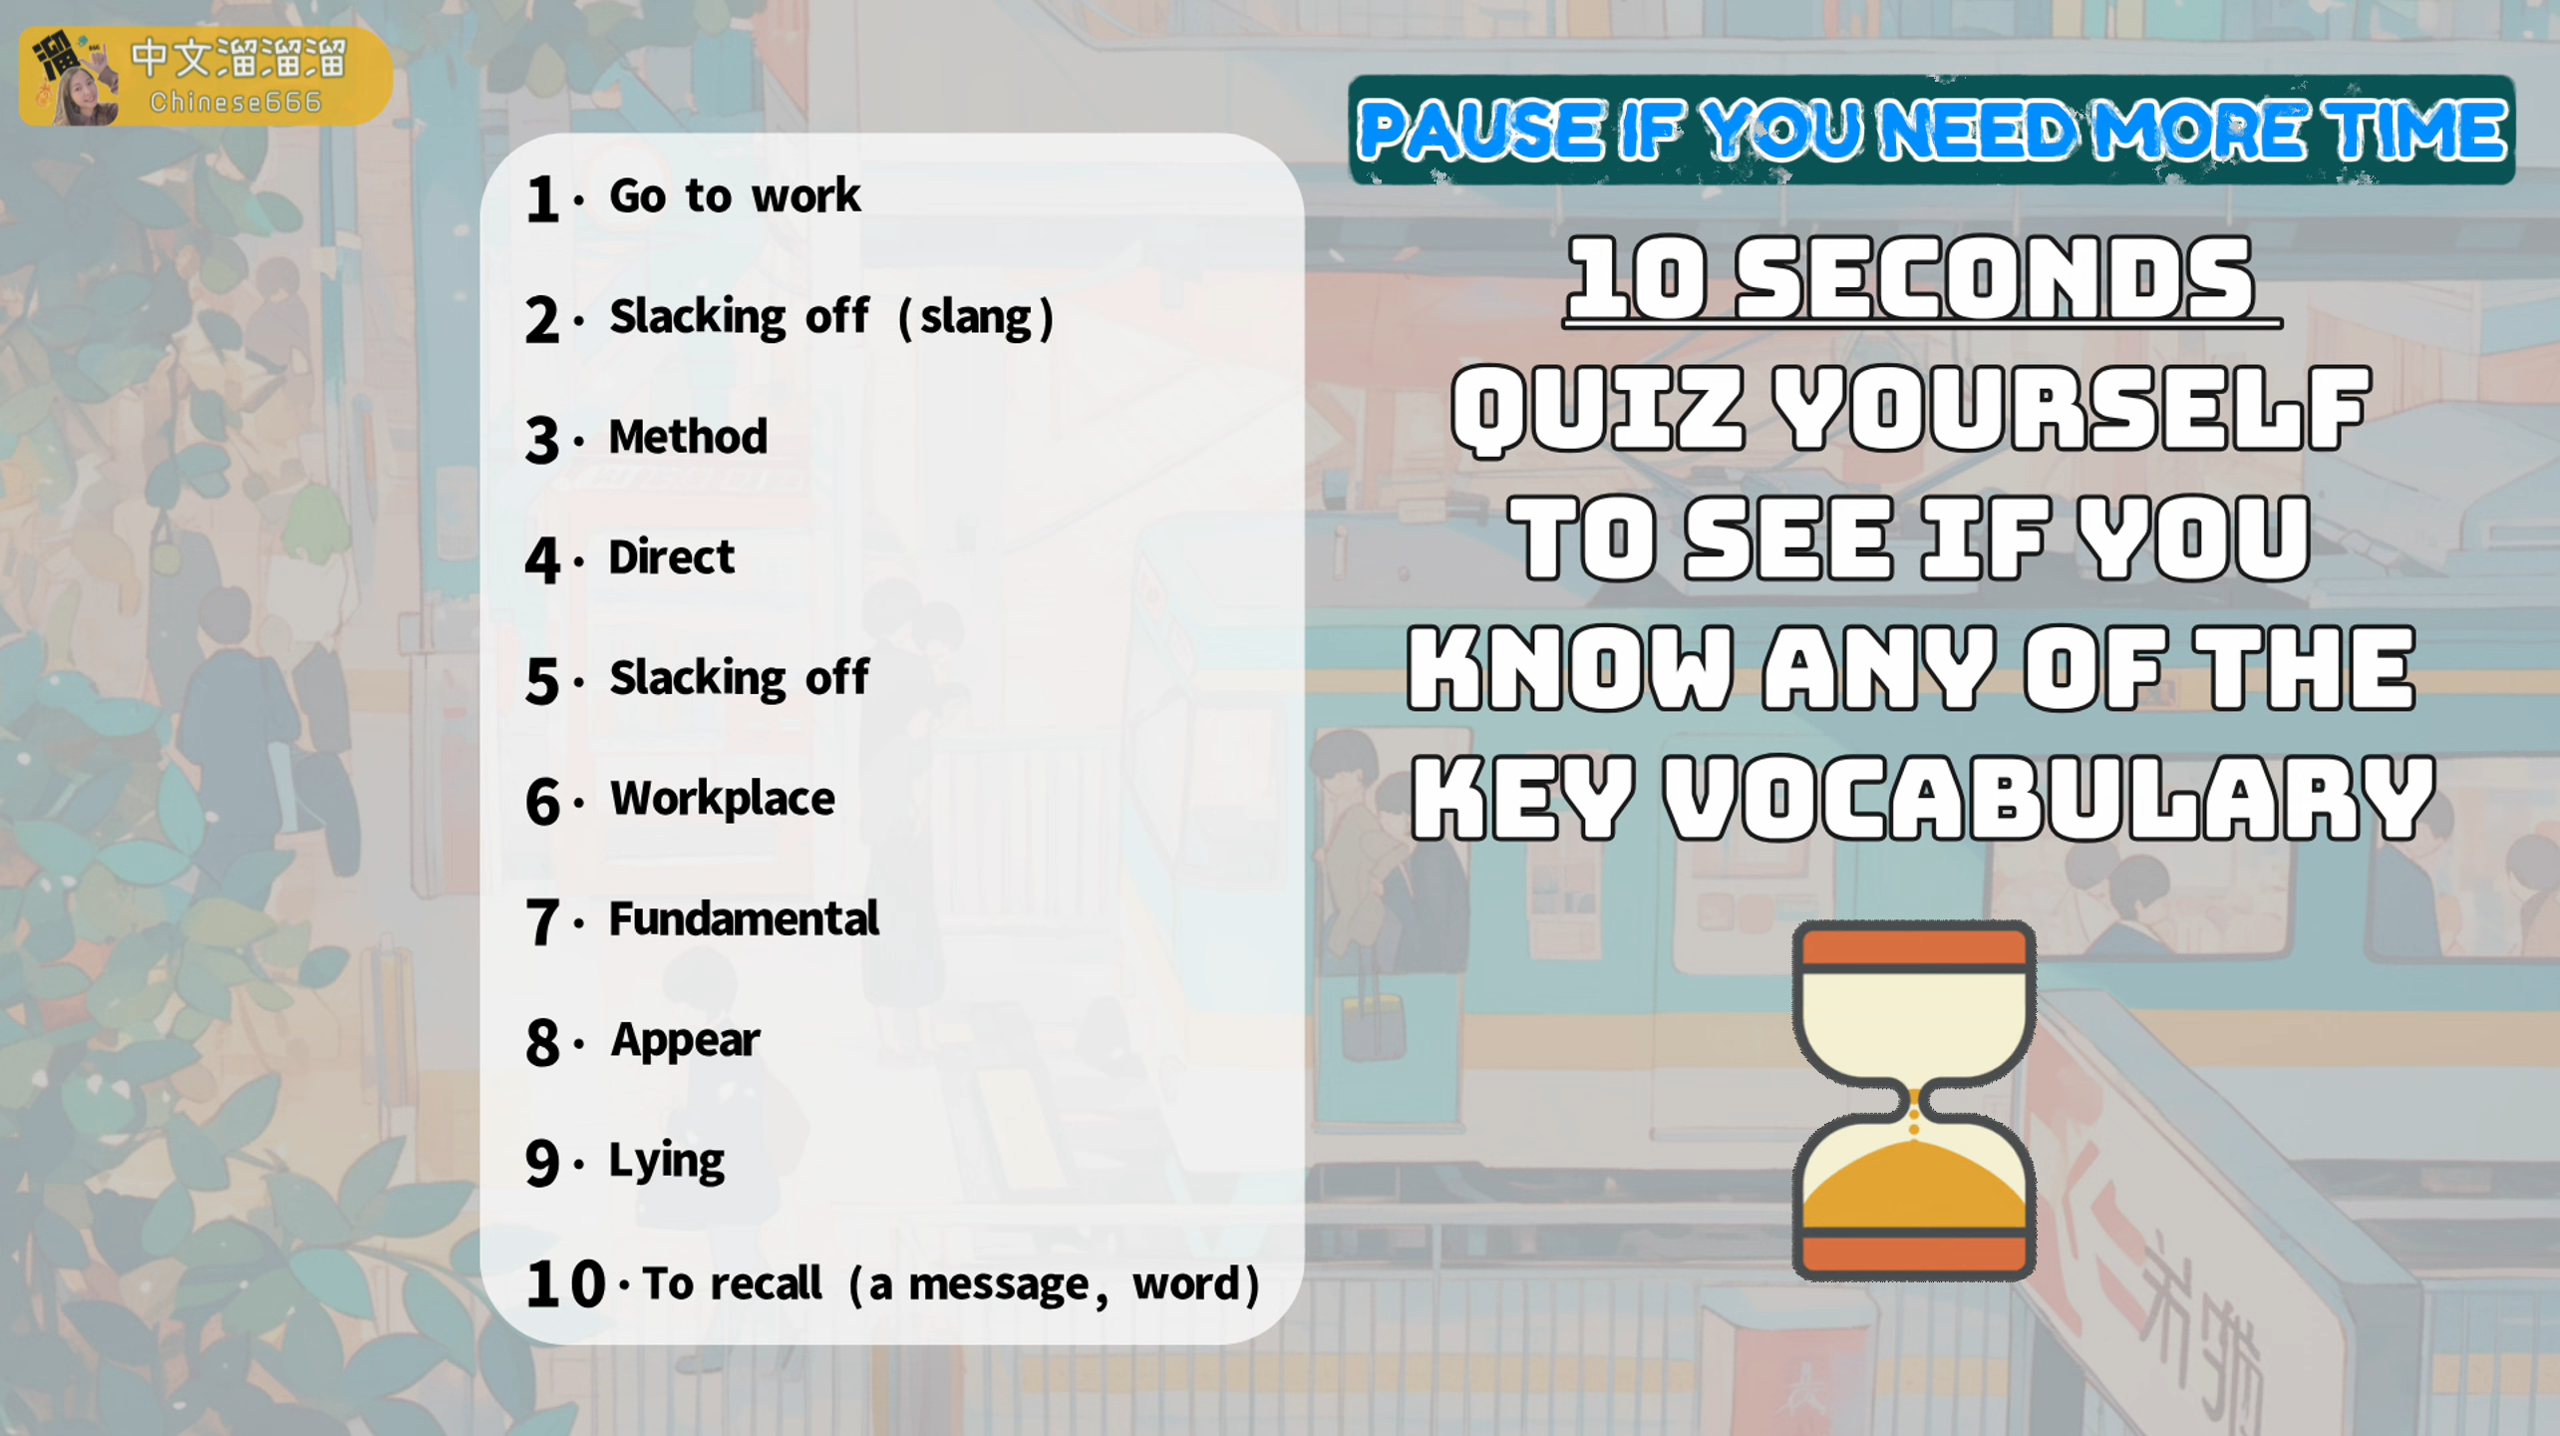 中文溜溜溜
Chinese666
PAUSE IF YOU NEED MORE TIME
1· Go to work
2· Slacking off (slang)
3· Method
4· Direct
5· Slacking off
6· Workplace
7· Fundamental
8· Appear
9· Lying
10· To recall (a message, word)
10 SECONDS
QUIZ YOURSELF
TO SEE IF YOU
KNOW ANY OF THE
KEY VOCABULARY